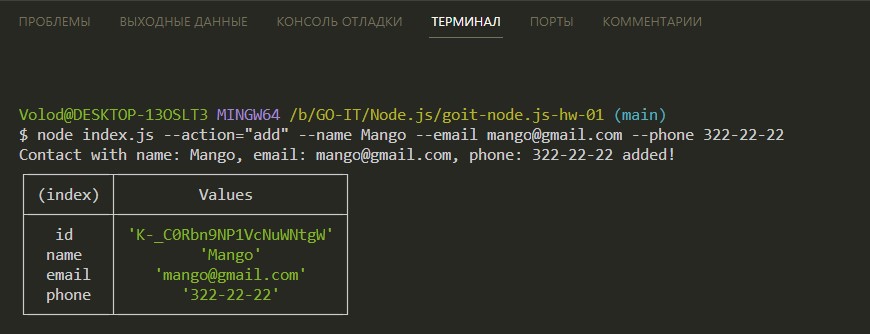 ПРОБЛЕМЫ ВЫХОДНЫЕ ДАННЫЕ КОНСОЛЬ ОТЛАДКИ ТЕРМИНАЛ ПОРТЫ КОММЕНТАРИИ
Volod@DESKTOP-13OSLT3 MINGW64 /b/GO-IT/Node.js/goit-node.js-hw-01 (main)
$ node index.js --action="add" --name Mango --email mango@gmail.com --phone 322-22-22
Contact with name: Mango, email: mango@gmail.com, phone: 322-22-22 added!
(index) Values
id 'K-_C0Rbn9NP1VcNuWNtgW'
name 'Mango'
email 'mango@gmail.com'
phone '322-22-22'